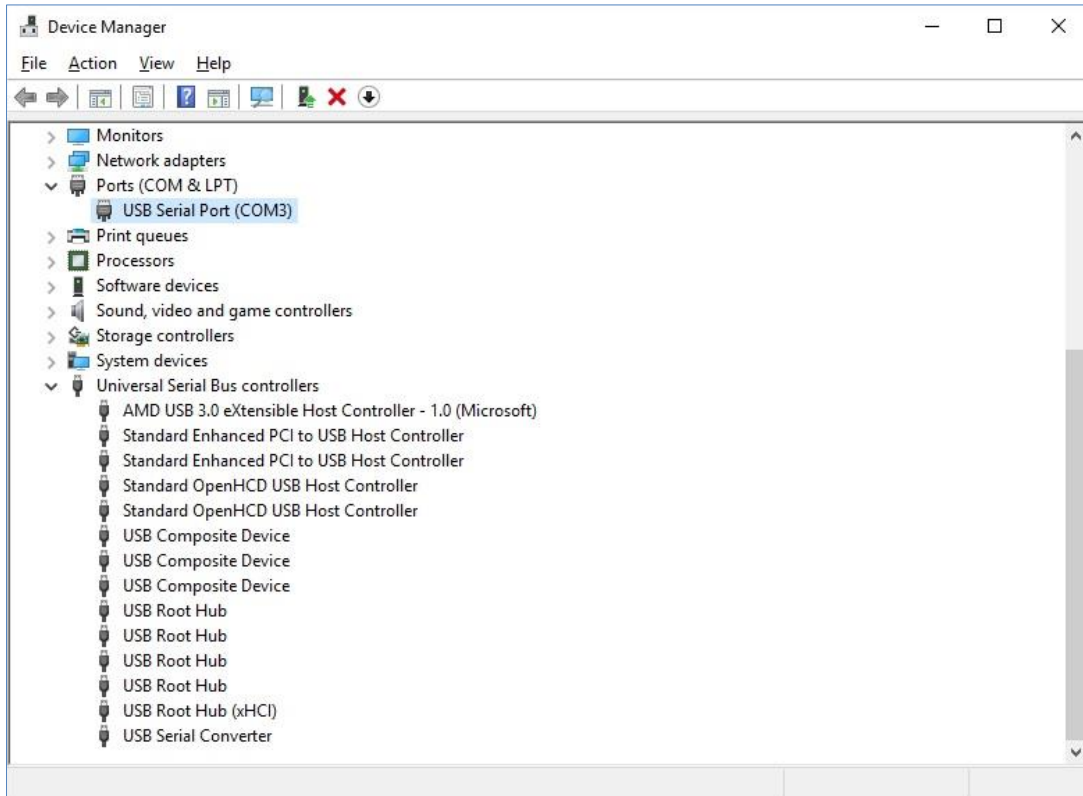 Device Manager
File Action View Help
Monitors
Network adapters
Ports (COM & LPT)
USB Serial Port (COM3)
Print queues
Processors
Software devices
Sound, video and game controllers
Storage controllers
System devices
Universal Serial Bus controllers
AMD USB 3.0 eXtensible Host Controller - 1.0 (Microsoft)
Standard Enhanced PCI to USB Host Controller
Standard Enhanced PCI to USB Host Controller
Standard OpenHCD USB Host Controller
Standard OpenHCD USB Host Controller
USB Composite Device
USB Composite Device
USB Composite Device
USB Root Hub
USB Root Hub
USB Root Hub
USB Root Hub
USB Root Hub (xHCI)
USB Serial Converter